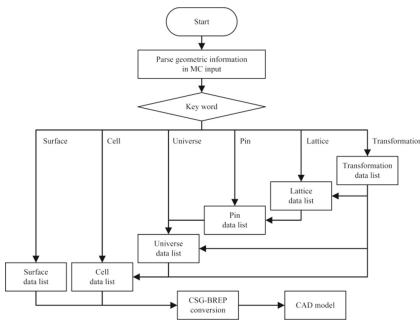 Start
Parse geometric information
in MC input
Key word
Surface
Cell
Universe
Pin
Lattice
Transformation
Transformation
data list
Lattice
data list
Pin
data list
Universe
data list
Surface
data list
Cell
data list
CSG-BREP
conversion
CAD model